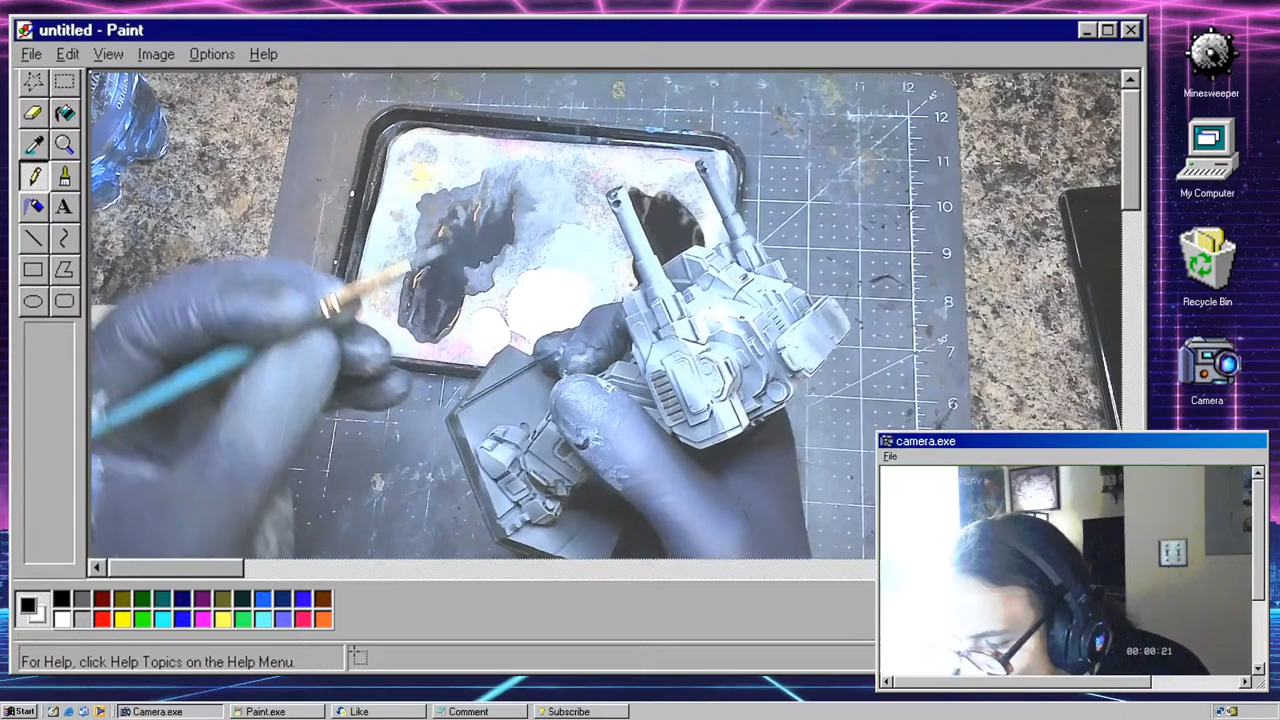 untitled - Paint
File Edit View Image Options Help
Minesweeper
My Computer
Recycle Bin
Camera
12
11
12
11
10
9
8
7
6
camera.exe
File
PLAY
00:00:21
For Help, click Help Topics on the Help Menu.
Start Camera.exe Paint.exe Like Comment Subscribe